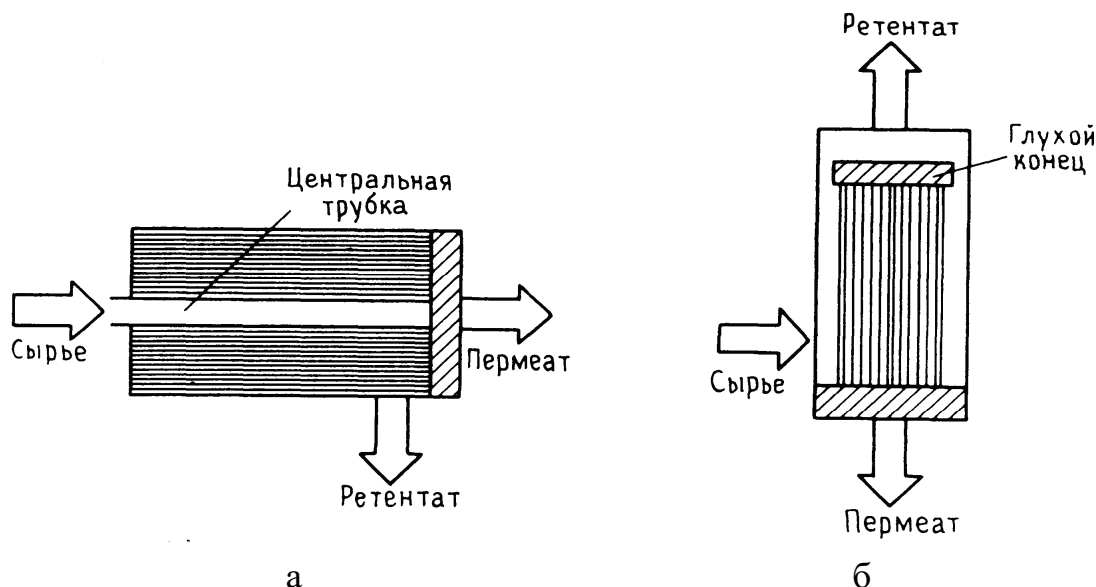 Центральная
трубка
Сырье
Пермеат
Ретентат
а
Ретентат
Глухой
конец
Сырье
Пермеат
б